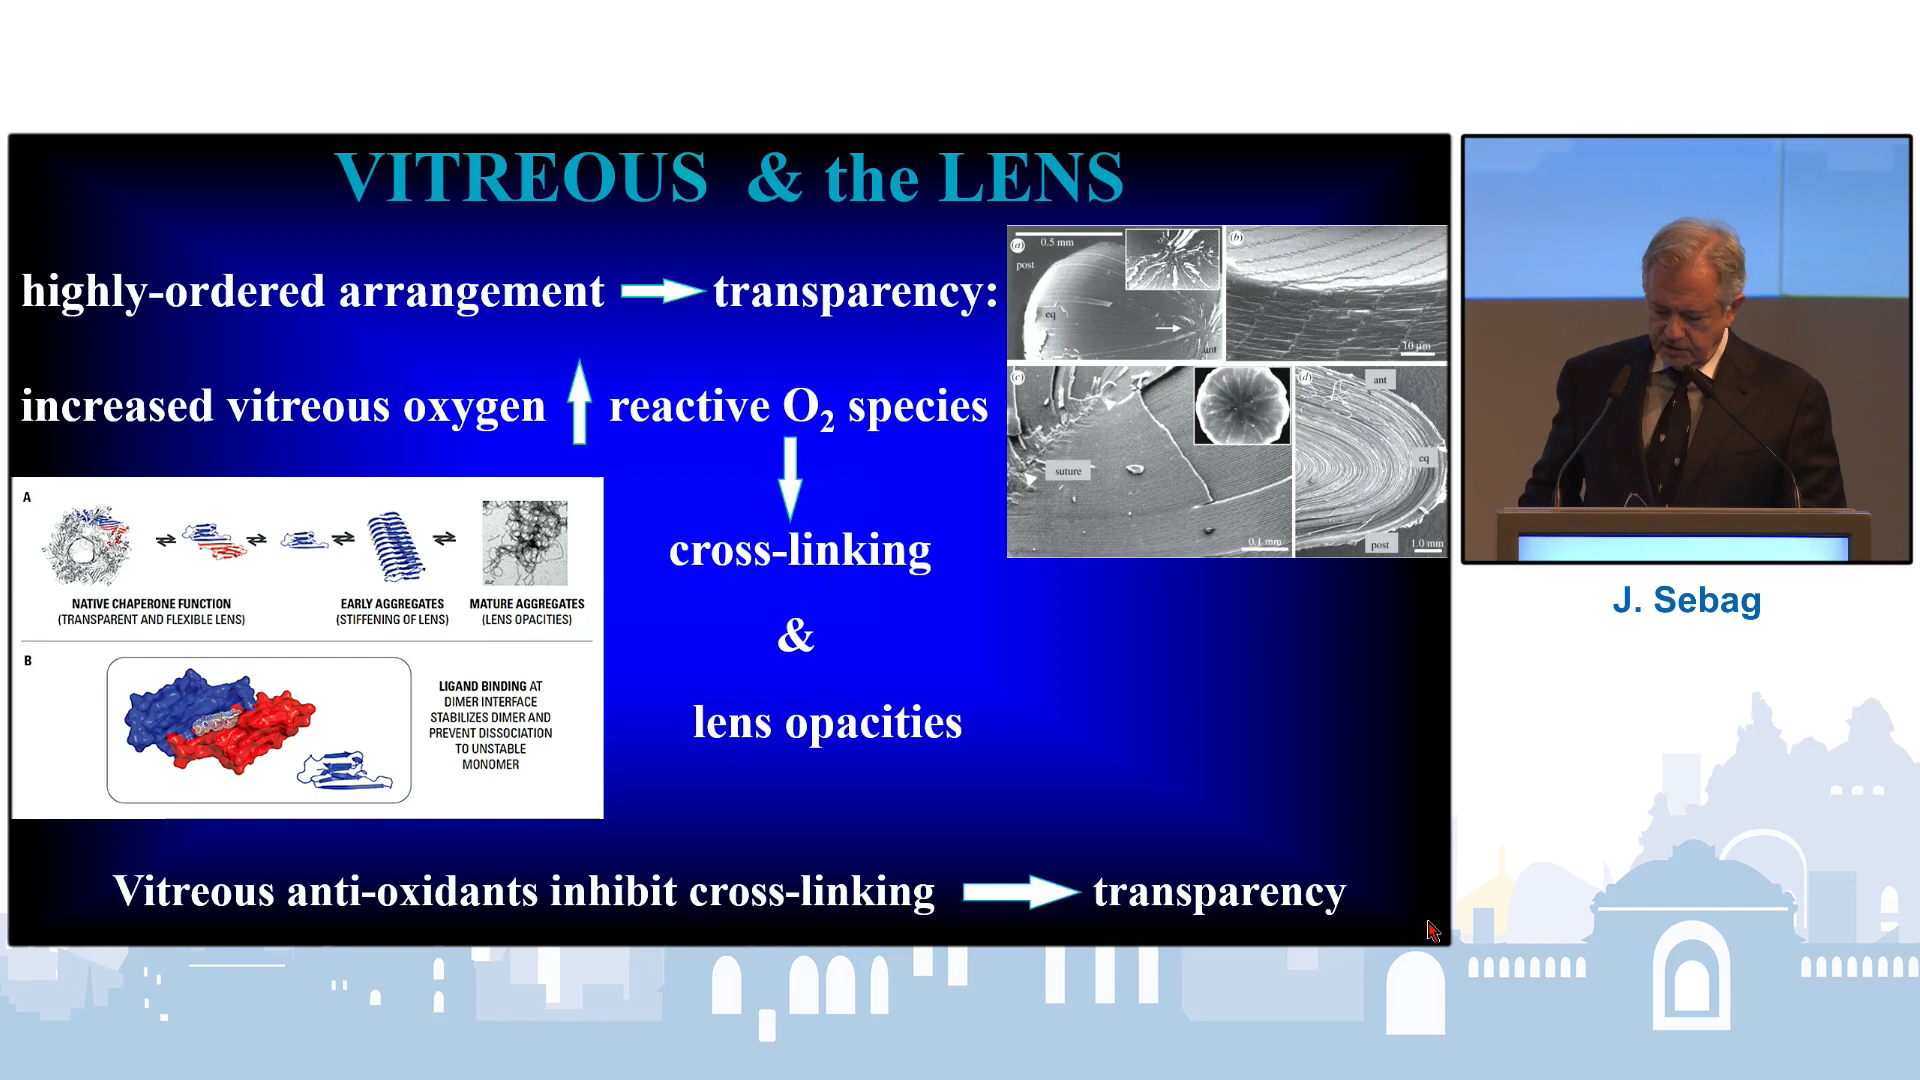 VITREOUS & the LENS
highly-ordered arrangement transparency:
increased vitreous oxygen reactive O₂ species
cross-linking
&
lens opacities
A
NATIVE CHAPERONE FUNCTION
(TRANSPARENT AND FLEXIBLE LENS)
EARLY AGGREGATES
(STIFFENING OF LENS)
MATURE AGGREGATES
(LENS OPACITIES)
B
LIGAND BINDING AT
DIMER INTERFACE
STABILIZES DIMER AND
PREVENT DISSOCIATION
TO UNSTABLE
MONOMER
(a)
0.5 mm
post
eq
ant
(b)
10 μm
(c)
suture
0.1 mm
(d)
ant
eq
post
1.0 mm
Vitreous anti-oxidants inhibit cross-linking transparency
J. Sebag